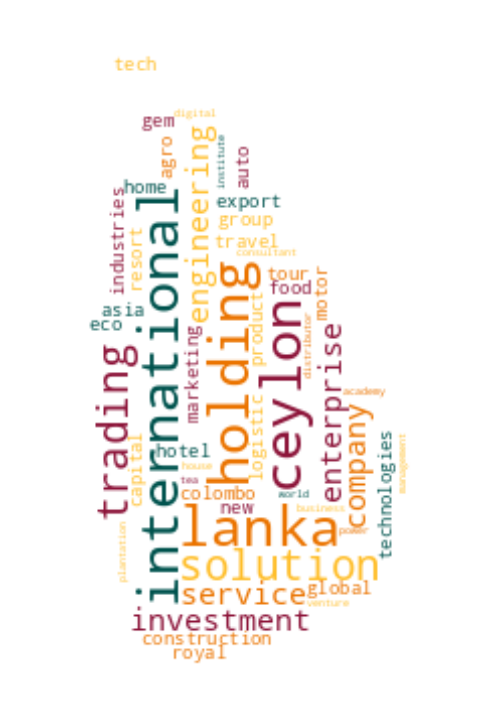 tech
digital
gem
engineering
institute
agro
auto
home
industries
international
export
group
resort
travel
consultant
holding
tour
food
motor
product
ceylon
asia
eco
distributor
marketing
enterprise
trading
academy
logistic
company
capital
hotel
technologies
management
house
tea
colombo
world
new
lanka
business
plantation
power
solution
service
global
venture
investment
construction
royal